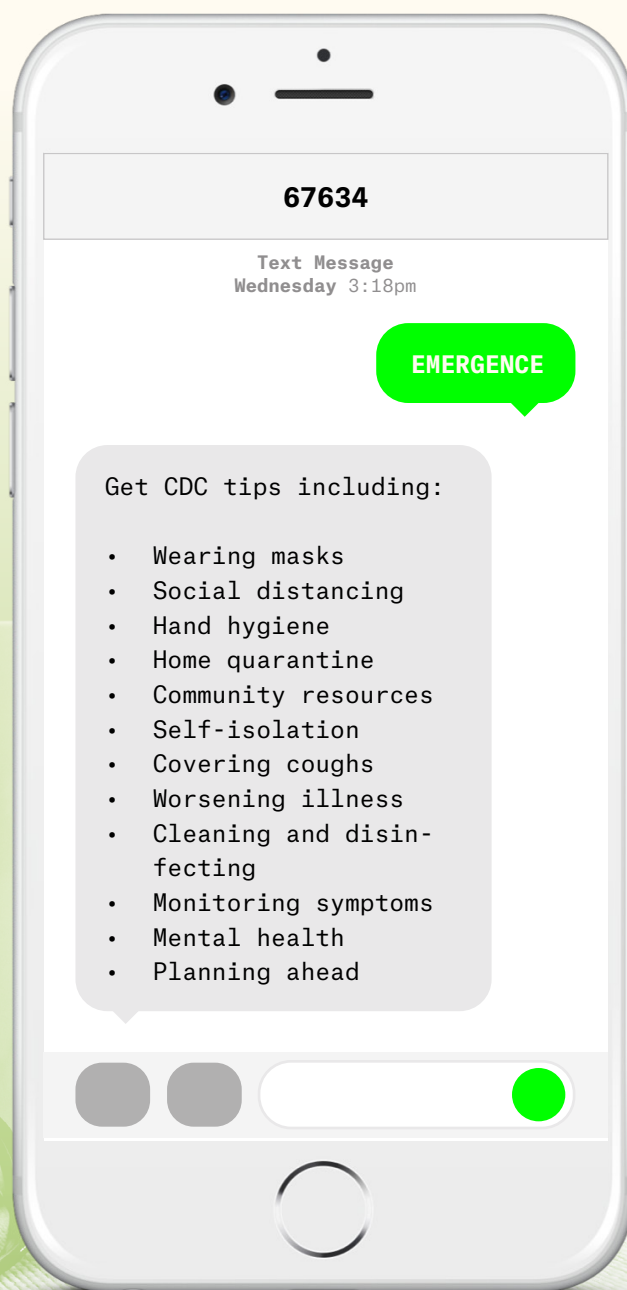 67634
Text Message
Wednesday 3:18pm
EMERGENCE
Get CDC tips including:
• Wearing masks
• Social distancing
• Hand hygiene
• Home quarantine
• Community resources
• Self-isolation
• Covering coughs
• Worsening illness
• Cleaning and disin-
fecting
• Monitoring symptoms
• Mental health
• Planning ahead